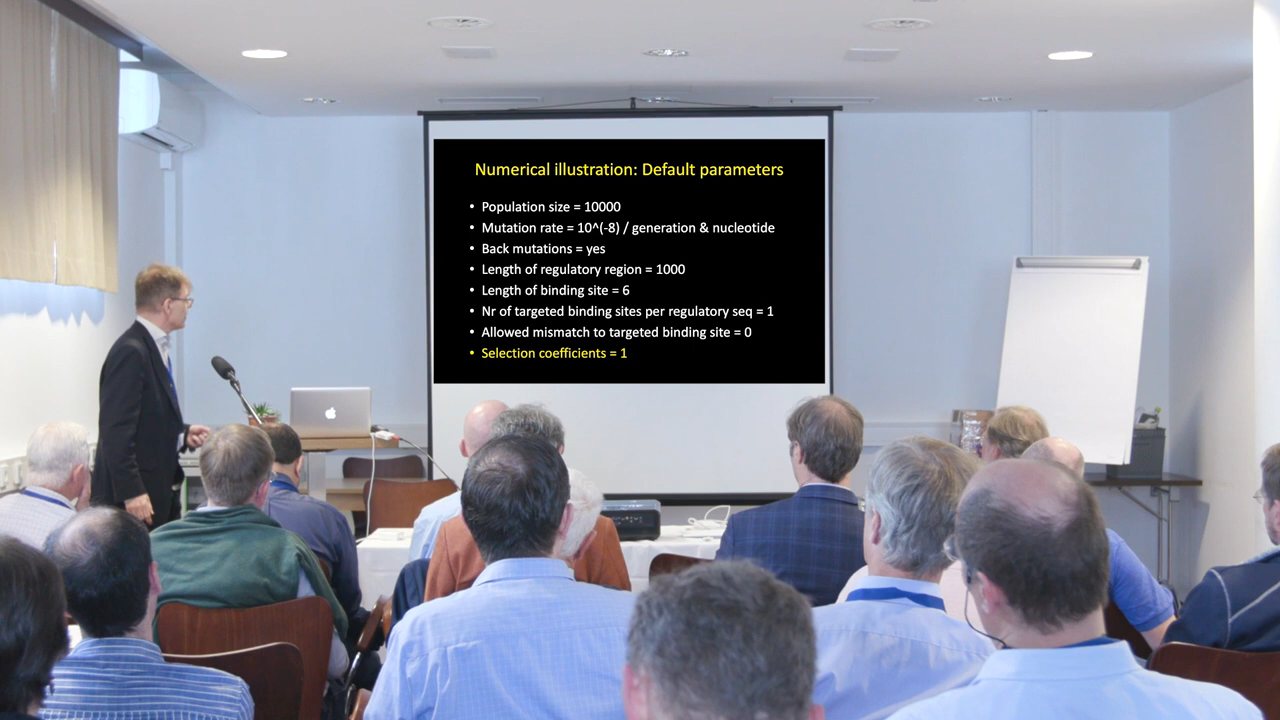 Numerical illustration: Default parameters
• Population size = 10000
• Mutation rate = 10^(-8) / generation & nucleotide
• Back mutations = yes
• Length of regulatory region = 1000
• Length of binding site = 6
• Nr of targeted binding sites per regulatory seq = 1
• Allowed mismatch to targeted binding site = 0
• Selection coefficients = 1